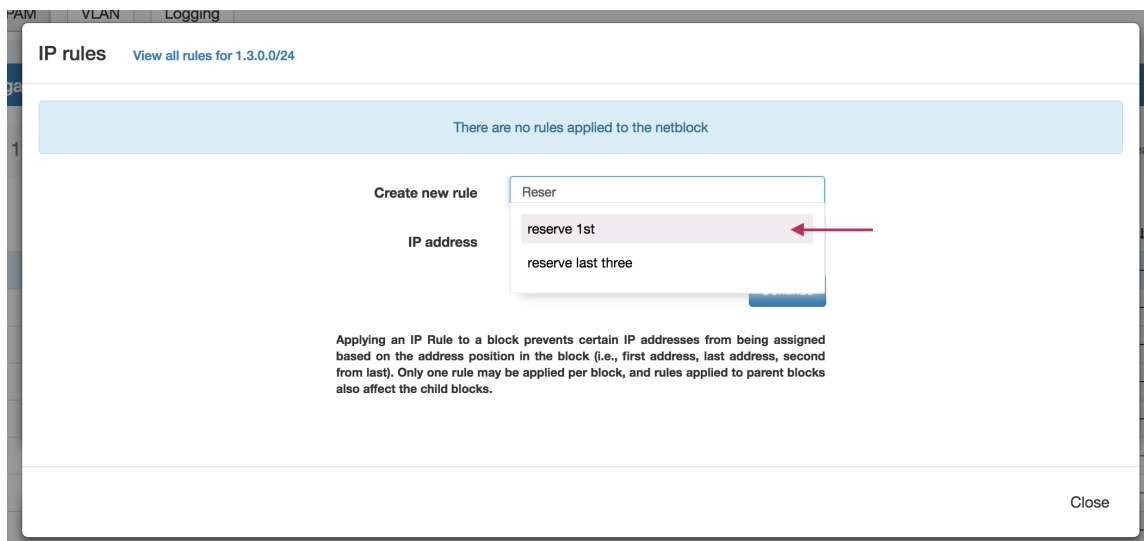 VLAN
Logging
IP rules View all rules for 1.3.0.0/24
There are no rules applied to the netblock
Create new rule Reser
reserve 1st
IP address
reserve last three
Applying an IP Rule to a block prevents certain IP addresses from being assigned
based on the address position in the block (i.e., first address, last address, second
from last). Only one rule may be applied per block, and rules applied to parent blocks
also affect the child blocks.
Close